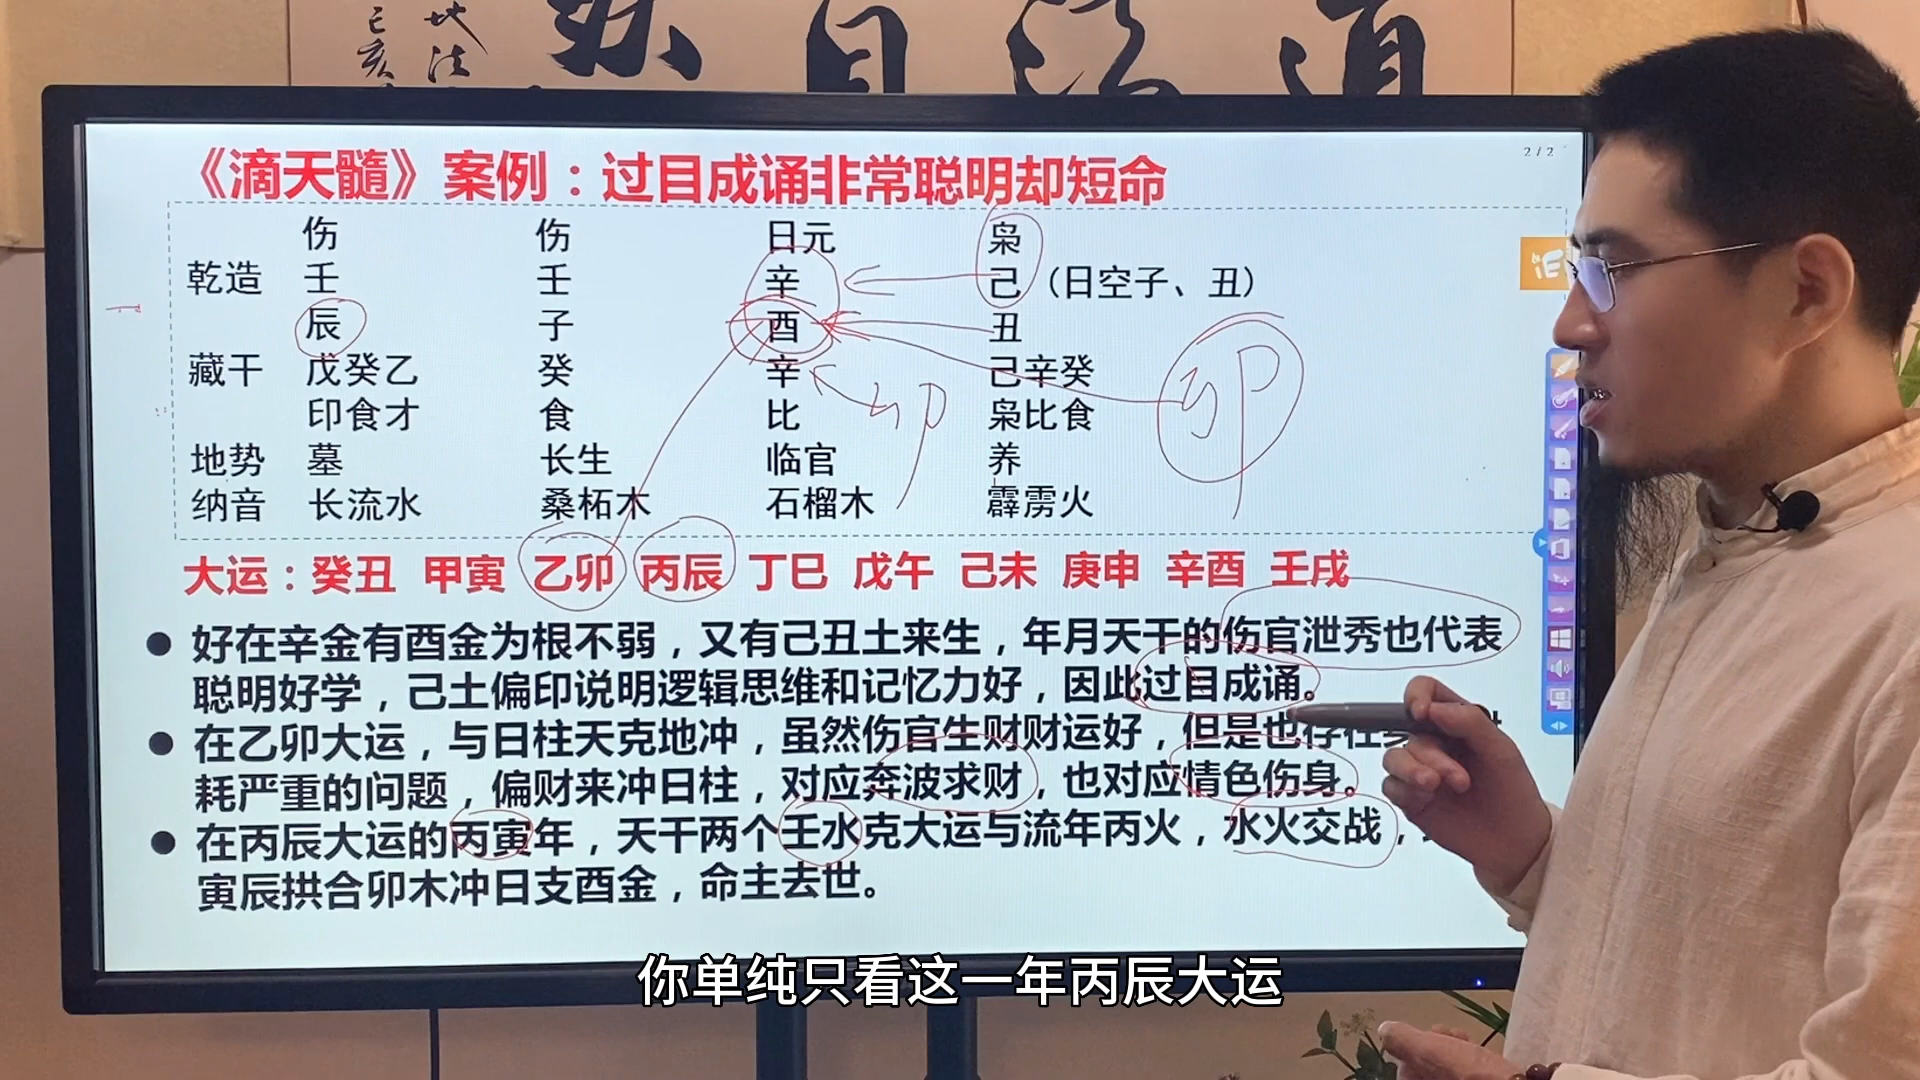 道法自
此
法
己亥
2/2
《滴天髓》案例：过目成诵非常聪明却短命
伤 伤 日元 枭
乾造 壬 壬 辛 己（日空子、丑）
辰 子 酉 丑
藏干 戊癸乙 癸 辛 己辛癸
印食才 食 比 枭比食
地势 墓 长生 临官 养
纳音 长流水 桑柘木 石榴木 霹雳火
大运：癸丑 甲寅 乙卯 丙辰 丁巳 戊午 己未 庚申 辛酉 壬戌
● 好在辛金有酉金为根不弱，又有己丑土来生，年月天干的伤官泄秀也代表
聪明好学，己土偏印说明逻辑思维和记忆力好，因此过目成诵。
● 在乙卯大运，与日柱天克地冲，虽然伤官生财财运好，但是也存在
耗严重的问题，偏财来冲日柱，对应奔波求财，也对应情色伤身。
● 在丙辰大运的丙寅年，天干两个壬水克大运与流年丙火，水火交战，
寅辰拱合卯木冲日支酉金，命主去世。
你单纯只看这一年丙辰大运